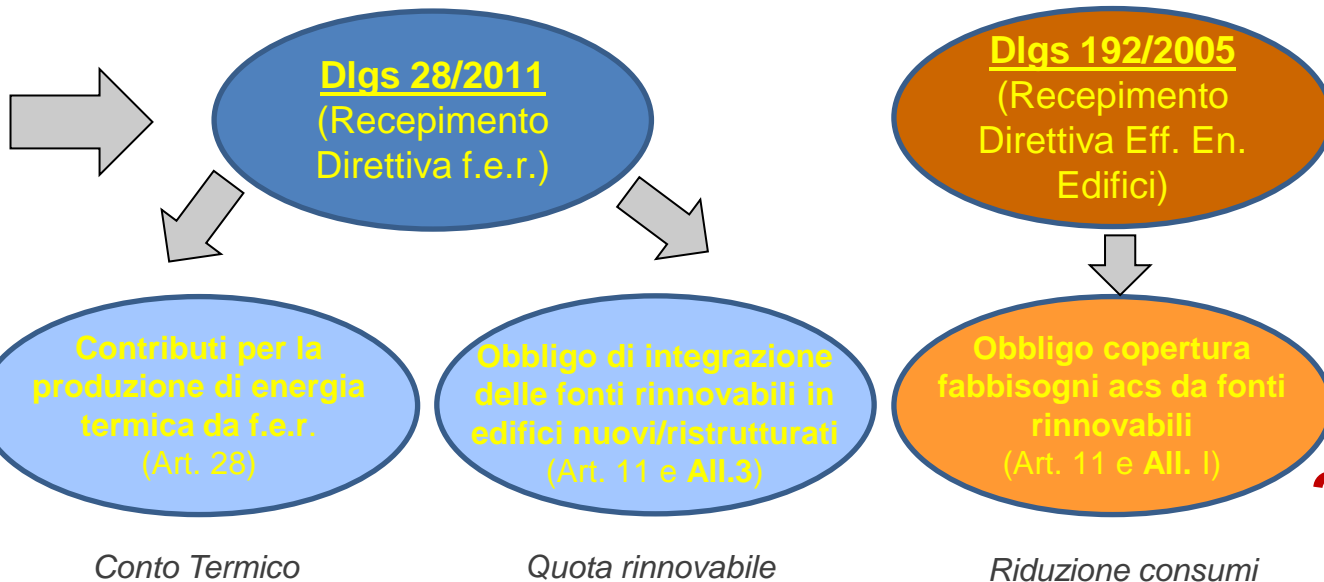 Dlgs 28/2011
(Recepimento
Direttiva f.e.r.)
Dlgs 192/2005
(Recepimento
Direttiva Eff. En.
Edifici)
Contributi per la
produzione di energia
termica da f.e.r.
(Art. 28)
Obbligo di integrazione
delle fonti rinnovabili in
edifici nuovi/ristrutturati
(Art. 11 e All.3)
Obbligo copertura
fabbisogni acs da fonti
rinnovabili
(Art. 11 e All. I)
Conto Termico
Quota rinnovabile
Riduzione consumi